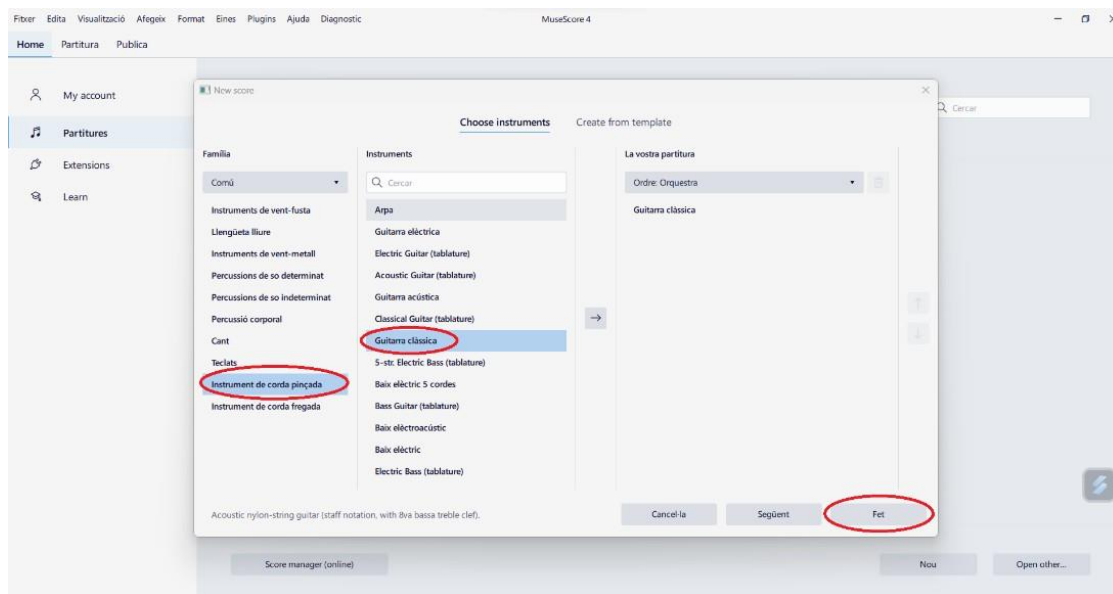 Fitxer Edita Visualització Afegeix Format Eines Plugins Ajuda Diagnostic
MuseScore 4
Home Partitura Publica
My account
Partitures
Extensions
Learn
New score
Cercar
Choose instruments Create from template
Família
Comú
Instruments de vent-fusta
Llengüeta lliure
Instruments de vent-metall
Percussions de so determinat
Percussions de so indeterminat
Percussió corporal
Cant
Teclats
Instrument de corda pinçada
Instrument de corda fregada
Instruments
Cercar
Arpa
Guitarra elèctrica
Electric Guitar (tablature)
Acoustic Guitar (tablature)
Guitarra acústica
Classical Guitar (tablature)
Guitarra clàssica
5-str. Electric Bass (tablature)
Baix elèctric 5 cordes
Bass Guitar (tablature)
Baix elèctroacústic
Baix elèctric
Electric Bass (tablature)
La vostra partitura
Ordre: Orquestra
Guitarra clàssica
Acoustic nylon-string guitar (staff notation, with 8va bassa treble clef).
Cancel·la Següent Fet
Score manager (online)
Nou Open other...